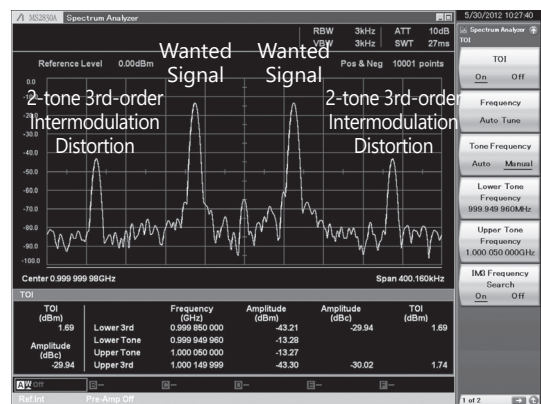 MS2830A Spectrum Analyzer
5/30/2012 10:27:40
RBW 3kHz ATT 10dB
VBW 3kHz SWT 27ms
Spectrum Analyzer
TOI
Reference Level 0.00dBm
Pos & Neg 10001 points
Wanted
Signal
Wanted
Signal
2-tone 3rd-order
Intermodulation
Distortion
2-tone 3rd-order
Intermodulation
Distortion
0.0
-30.0
-40.0
-50.0
-60.0
-70.0
-80.0
-90.0
-100.0
Center 0.999 999 98GHz
Span 400.160kHz
TOI
TOI
(dBm)
1.69
Amplitude
(dBc)
-29.94
Frequency
(GHz)
Amplitude
(dBm)
Amplitude
(dBc)
TOI
(dBm)
Lower 3rd 0.999 850 000 -43.21 -29.94 1.69
Lower Tone 0.999 949 960 -13.28
Upper Tone 1.000 050 000 -13.27
Upper 3rd 1.000 149 999 -43.30 -30.02 1.74
Ref.Int Pre-Amp Off
TOI
On Off
Frequency
Auto Tune
Tone Frequency
Auto Manual
Lower Tone
Frequency
999.949 960MHz
Upper Tone
Frequency
1.000 050 000GHz
IM3 Frequency
Search
On Off
1 of 2